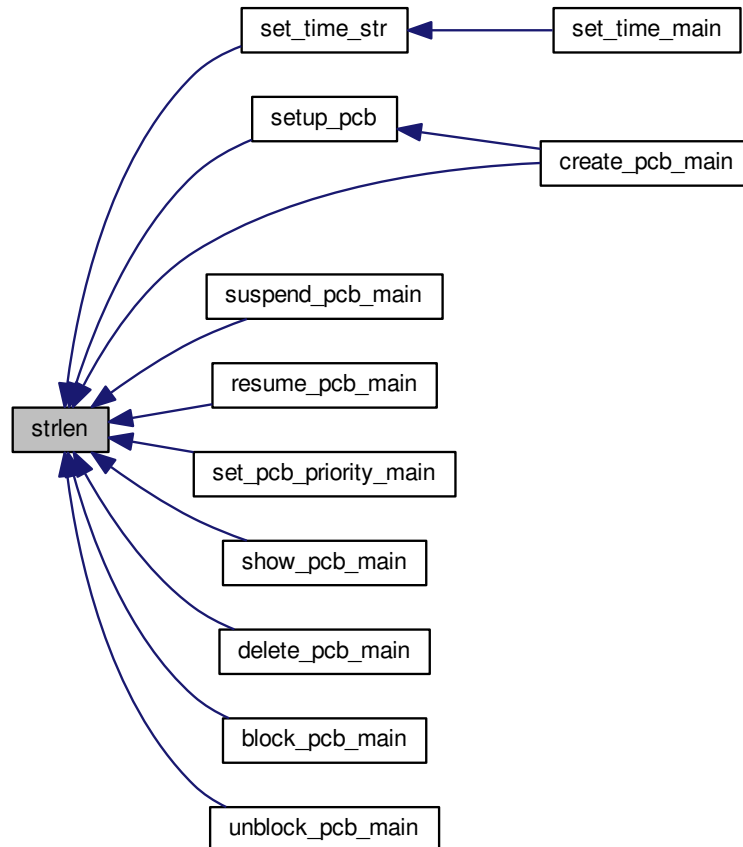 set_time_str
set_time_main
setup_pcb
create_pcb_main
suspend_pcb_main
resume_pcb_main
strlen
set_pcb_priority_main
show_pcb_main
delete_pcb_main
block_pcb_main
unblock_pcb_main